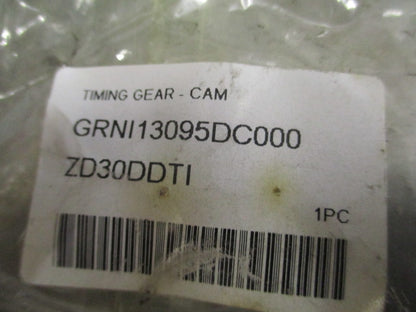 TIMING GEAR - CAM
GRNI13095DC000
ZD30DDTI
1PC